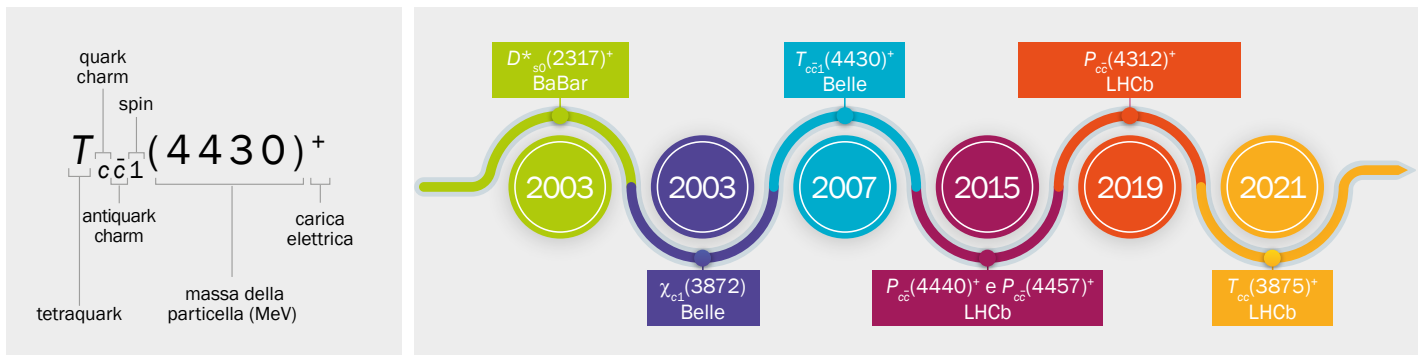 quark
charm
spin
T cc̄1(4430)⁺
antiquark
charm
carica
elettrica
massa della
particella (MeV)
tetraquark
D*s0(2317)⁺
BaBar
Tcc̄1(4430)⁺
Belle
Pcc̄(4312)⁺
LHCb
2003
2003
2007
2015
2019
2021
χc1(3872)
Belle
Pcc̄(4440)⁺ e Pcc̄(4457)⁺
LHCb
Tcc(3875)⁺
LHCb